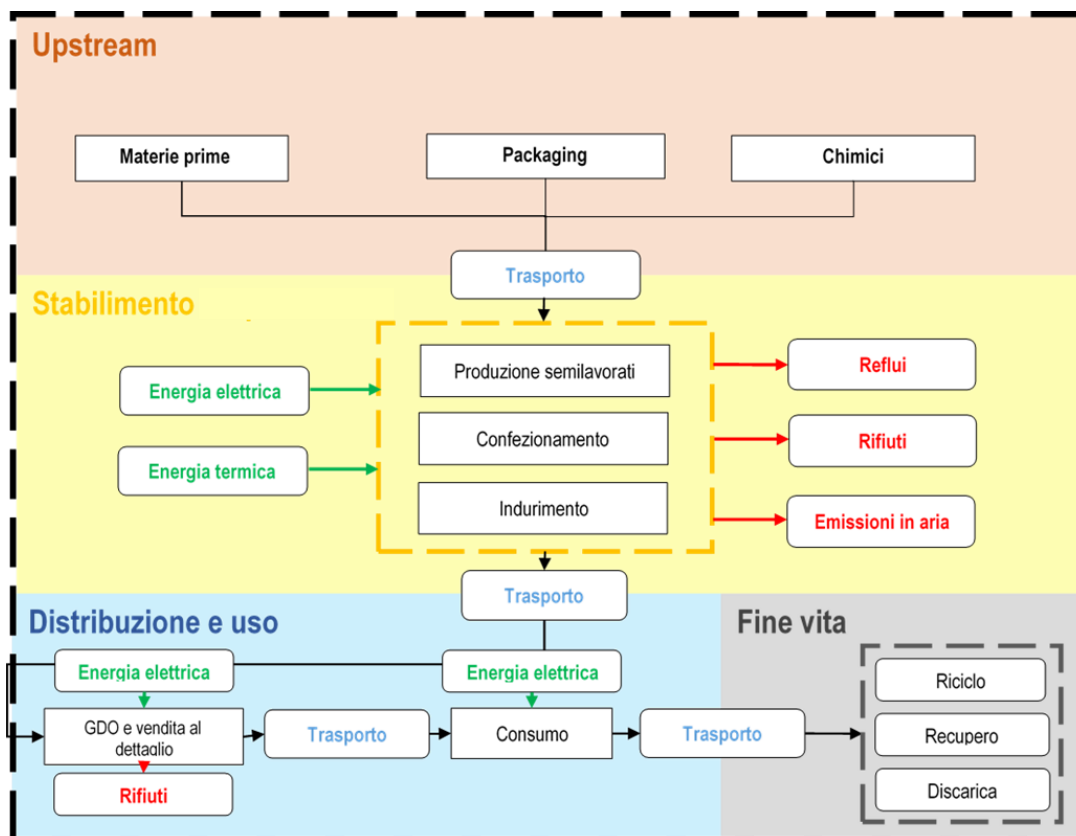 Upstream
Materie prime
Packaging
Chimici
Trasporto
Stabilimento
Energia elettrica
Energia termica
Produzione semilavorati
Confezionamento
Indurimento
Reflui
Rifiuti
Emissioni in aria
Trasporto
Distribuzione e uso
Energia elettrica
Energia elettrica
GDO e vendita al
dettaglio
Trasporto
Consumo
Trasporto
Rifiuti
Fine vita
Riciclo
Recupero
Discarica